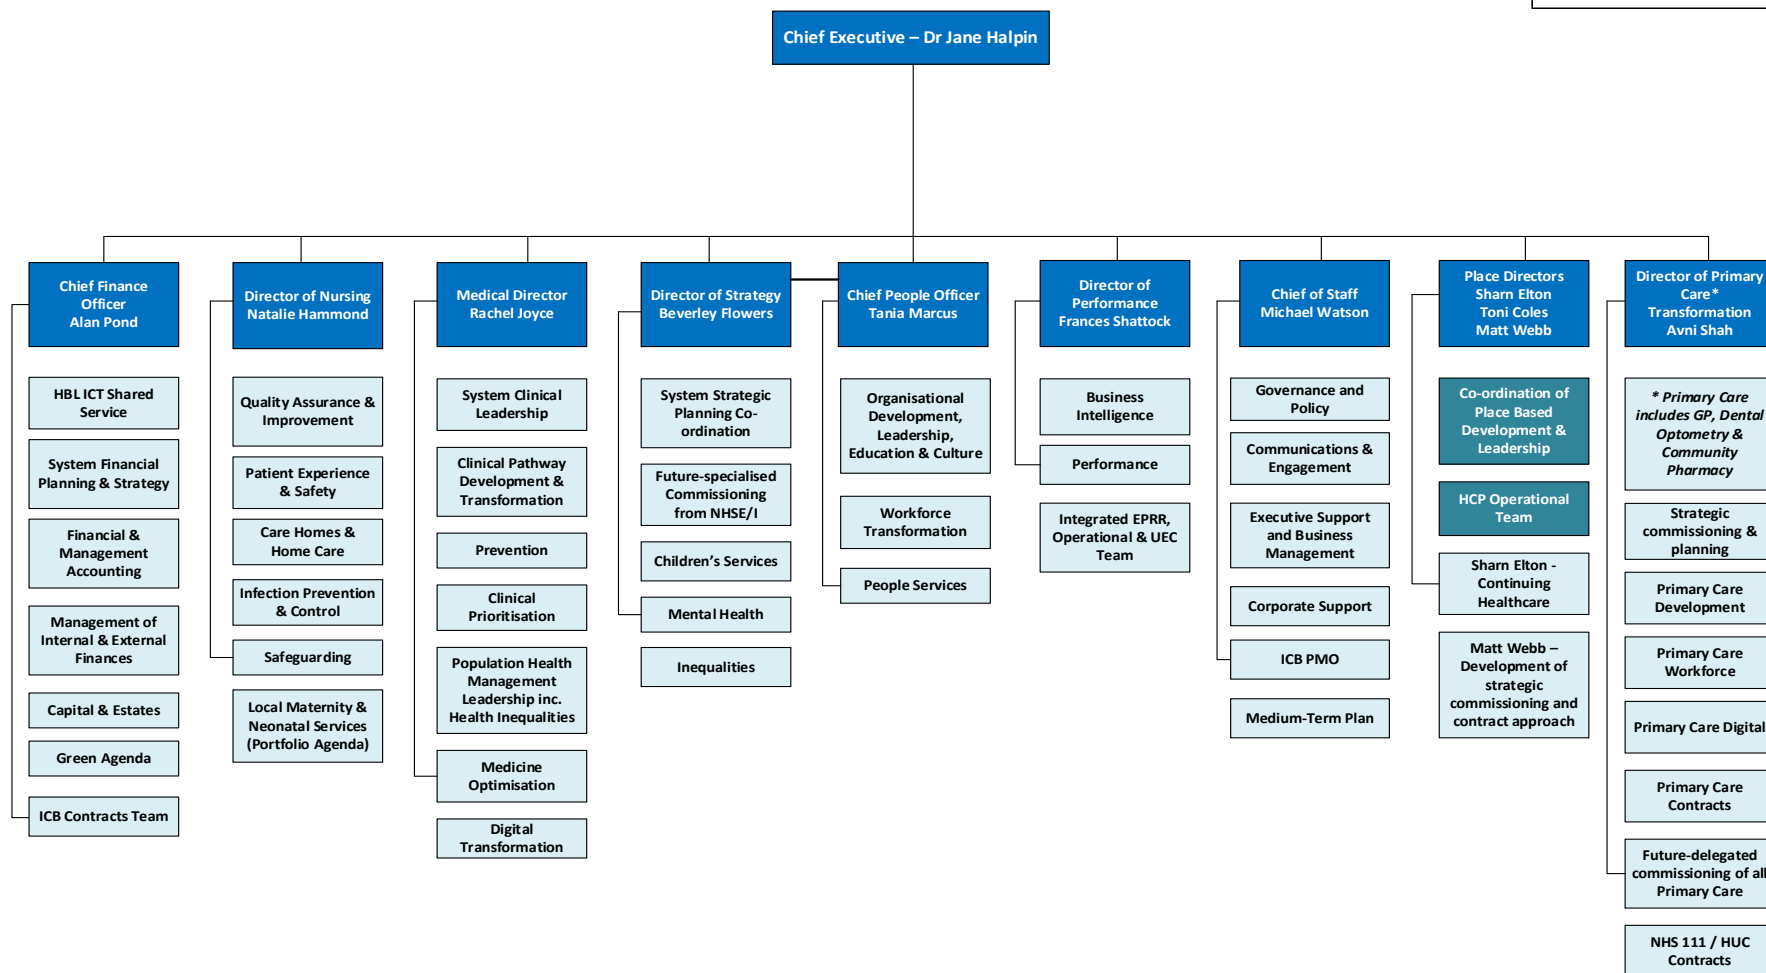 Chief Executive – Dr Jane Halpin
Chief Finance
Officer
Alan Pond
HBL ICT Shared
Service
System Financial
Planning & Strategy
Financial &
Management
Accounting
Management of
Internal & External
Finances
Capital & Estates
Green Agenda
ICB Contracts Team
Director of Nursing
Natalie Hammond
Quality Assurance &
Improvement
Patient Experience
& Safety
Care Homes &
Home Care
Infection Prevention
& Control
Safeguarding
Local Maternity &
Neonatal Services
(Portfolio Agenda)
Medical Director
Rachel Joyce
System Clinical
Leadership
Clinical Pathway
Development &
Transformation
Prevention
Clinical
Prioritisation
Population Health
Management
Leadership inc.
Health Inequalities
Medicine
Optimisation
Digital
Transformation
Director of Strategy
Beverley Flowers
System Strategic
Planning Co-
ordination
Future-specialised
Commissioning
from NHSE/I
Children’s Services
Mental Health
Inequalities
Chief People Officer
Tania Marcus
Organisational
Development,
Leadership,
Education & Culture
Workforce
Transformation
People Services
Director of
Performance
Frances Shattock
Business
Intelligence
Performance
Integrated EPRR,
Operational & UEC
Team
Chief of Staff
Michael Watson
Governance and
Policy
Communications &
Engagement
Executive Support
and Business
Management
Corporate Support
ICB PMO
Medium-Term Plan
Place Directors
Sharn Elton
Toni Coles
Matt Webb
Co-ordination of
Place Based
Development &
Leadership
HCP Operational
Team
Sharn Elton -
Continuing
Healthcare
Matt Webb –
Development of
strategic
commissioning and
contract approach
Director of Primary
Care*
Transformation
Avni Shah
* Primary Care
includes GP, Dental
Optometry &
Community
Pharmacy
Strategic
commissioning &
planning
Primary Care
Development
Primary Care
Workforce
Primary Care Digital
Primary Care
Contracts
Future-delegated
commissioning of all
Primary Care
NHS 111 / HUC
Contracts